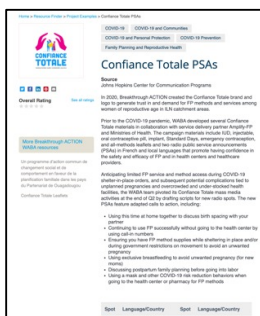 Home » Resource Finder » Project Examples » Confiance Totale PSAs
CONFIANCE
TOTALE
Overall Rating
See all ratings
More Breakthrough ACTION
WABA resources
Un programme d'action commune de
changement social et de
comportement en faveur de la
planification familiale dans les pays
du Partenariat de Ouagadougou
Confiance Totale Leaflets
COVID-19
COVID-19 and Communities
COVID-19 and Personal Protection
COVID-19 Prevention
Family Planning and Reproductive Health
Confiance Totale PSAs
Source
Johns Hopkins Center for Communication Programs
In 2020, Breakthrough ACTION created the Confiance Totale brand and
logo to generate trust in and demand for FP methods and services among
women of reproductive age in ILN catchment areas.
Prior to the COVID-19 pandemic, WABA developed several Confiance
Totale materials in collaboration with service delivery partner Amplify-FP
and Ministries of Health. The campaign materials include IUD, injectable,
oral contraceptive pill, implant, Standard Days, emergency contraception,
and all-methods leaflets and two radio public service announcements
(PSAs) in French and local languages that promote having confidence in
the safety and efficacy of FP and in health centers and healthcare
providers.
Anticipating limited FP service and method access during COVID-19
shelter-in-place orders, and subsequent potential complications tied to
unplanned pregnancies and overcrowded and under-stocked health
facilities, the WABA team pivoted its Confiance Totale mass media
activities at the end of Q2 by drafting scripts for new radio spots. The new
PSAs feature adapted calls to action, including:
• Using this time at home together to discuss birth spacing with your
partner
• Continuing to use FP successfully without going to the health center by
using call-in numbers
• Ensuring you have FP method supplies while sheltering in place and/or
during government restrictions on movement to avoid an unwanted
pregnancy
• Using exclusive breastfeeding to avoid unwanted pregnancy (for new
moms)
• Discussing postpartum family planning before going into labor
• Using a mask and other COVID-19 risk reduction behaviors when
going to the health center or pharmacy for FP methods
Spot Language/Country Spot Language/Country